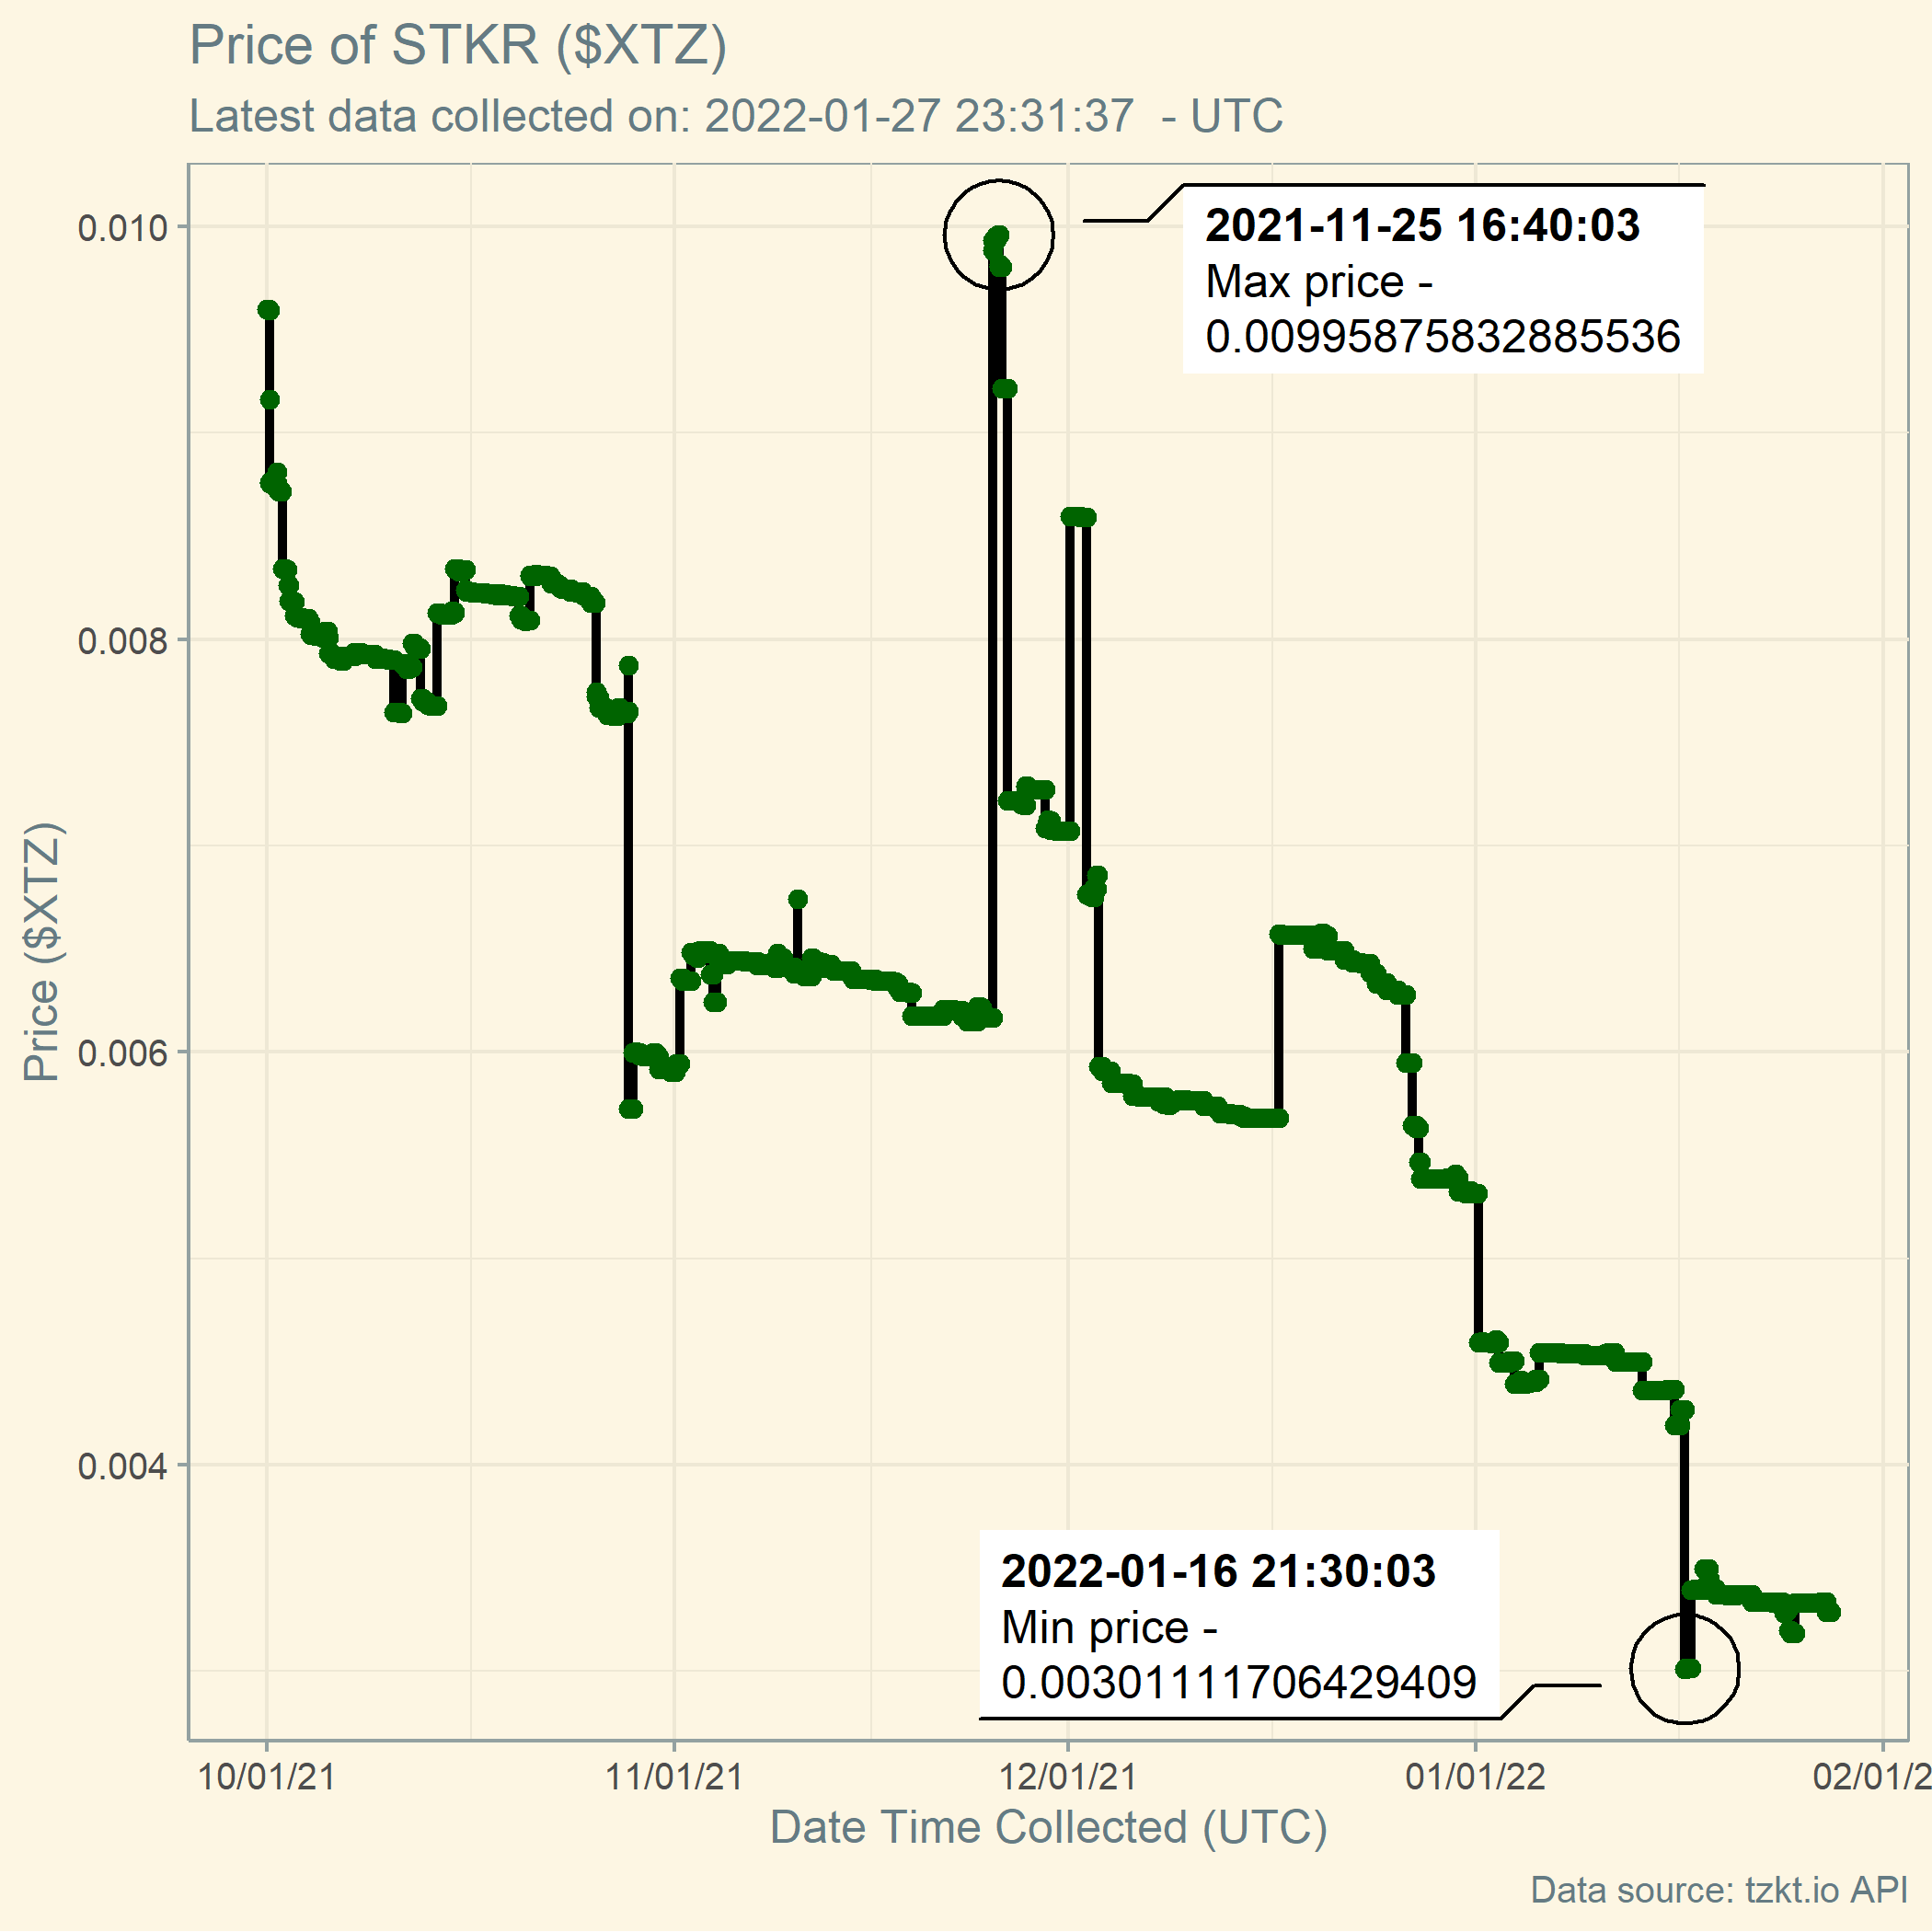 Price of STKR ($XTZ)
Latest data collected on: 2022-01-27 23:31:37 - UTC
0.010
2021-11-25 16:40:03
Max price -
0.00995875832885536
0.008
Price ($XTZ)
0.006
0.004
2022-01-16 21:30:03
Min price -
0.00301111706429409
10/01/21
11/01/21
12/01/21
01/01/22
02/01/2
Date Time Collected (UTC)
Data source: tzkt.io API